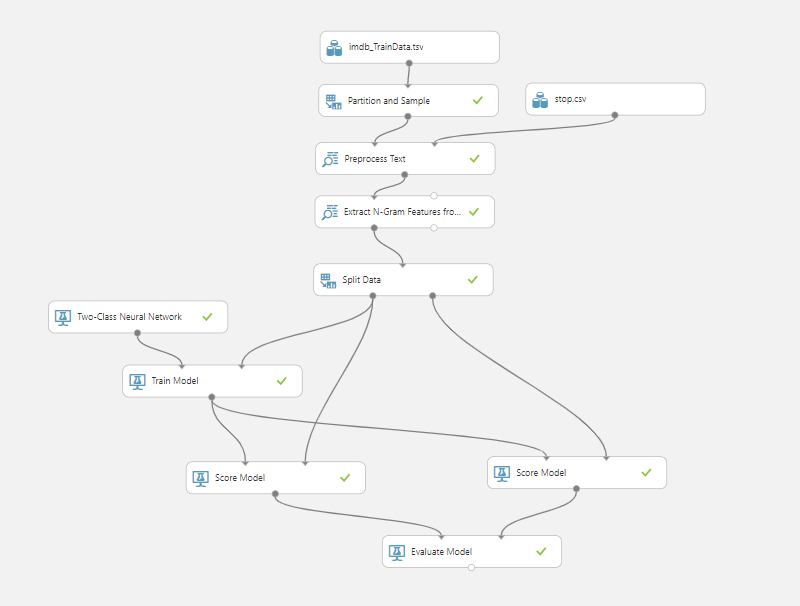 imdb_TrainData.tsv
Partition and Sample
stop.csv
Preprocess Text
Extract N-Gram Features fro...
Split Data
Two-Class Neural Network
Train Model
Score Model
Score Model
Evaluate Model